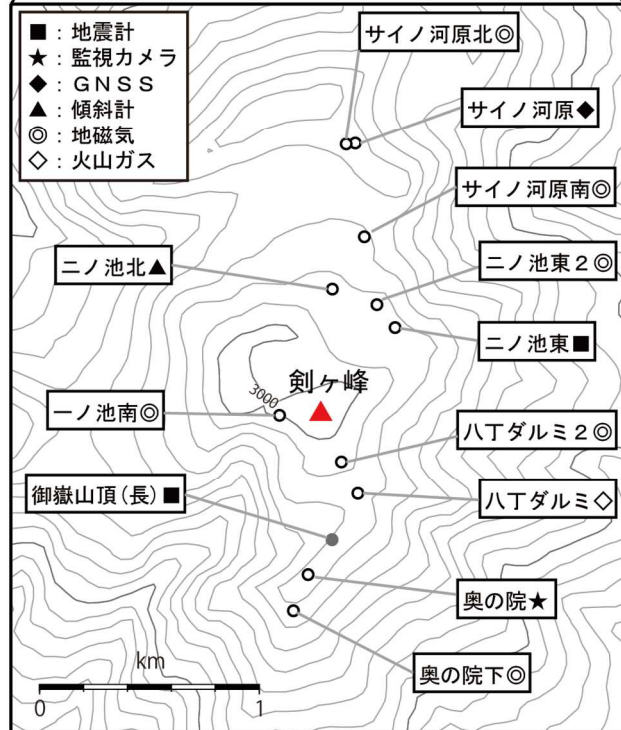 ■：地震計
★：監視カメラ
◆：ＧＮＳＳ
▲：傾斜計
◎：地磁気
◇：火山ガス
サイノ河原北◎
サイノ河原◆
サイノ河原南◎
二ノ池北▲
二ノ池東２◎
二ノ池東■
剣ヶ峰
3000
一ノ池南◎
八丁ダルミ２◎
御嶽山頂(長)■
八丁ダルミ◇
奥の院★
奥の院下◎
km
0 1